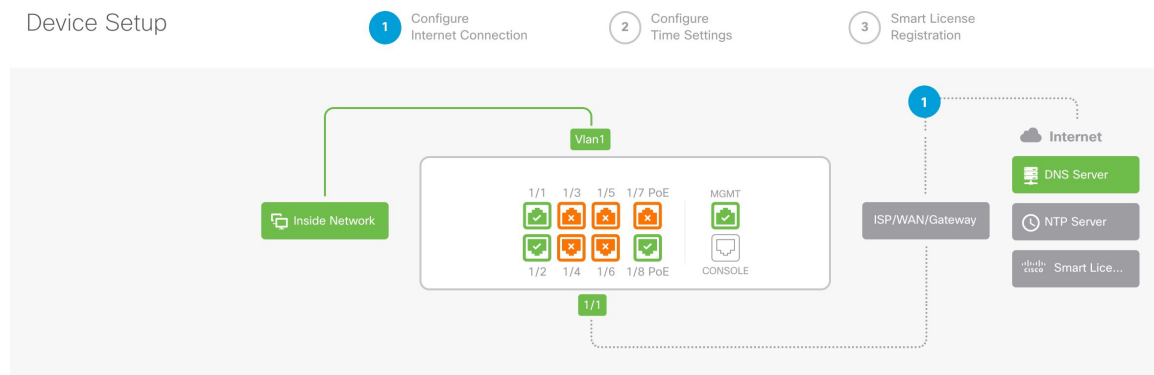 Device Setup
1
Configure
Internet Connection
2
Configure
Time Settings
3
Smart License
Registration
1
Internet
Vlan1
DNS Server
1/1 1/3 1/5 1/7 PoE MGMT
Inside Network
ISP/WAN/Gateway
NTP Server
1/2 1/4 1/6 1/8 PoE CONSOLE
cisco Smart Lice...
1/1